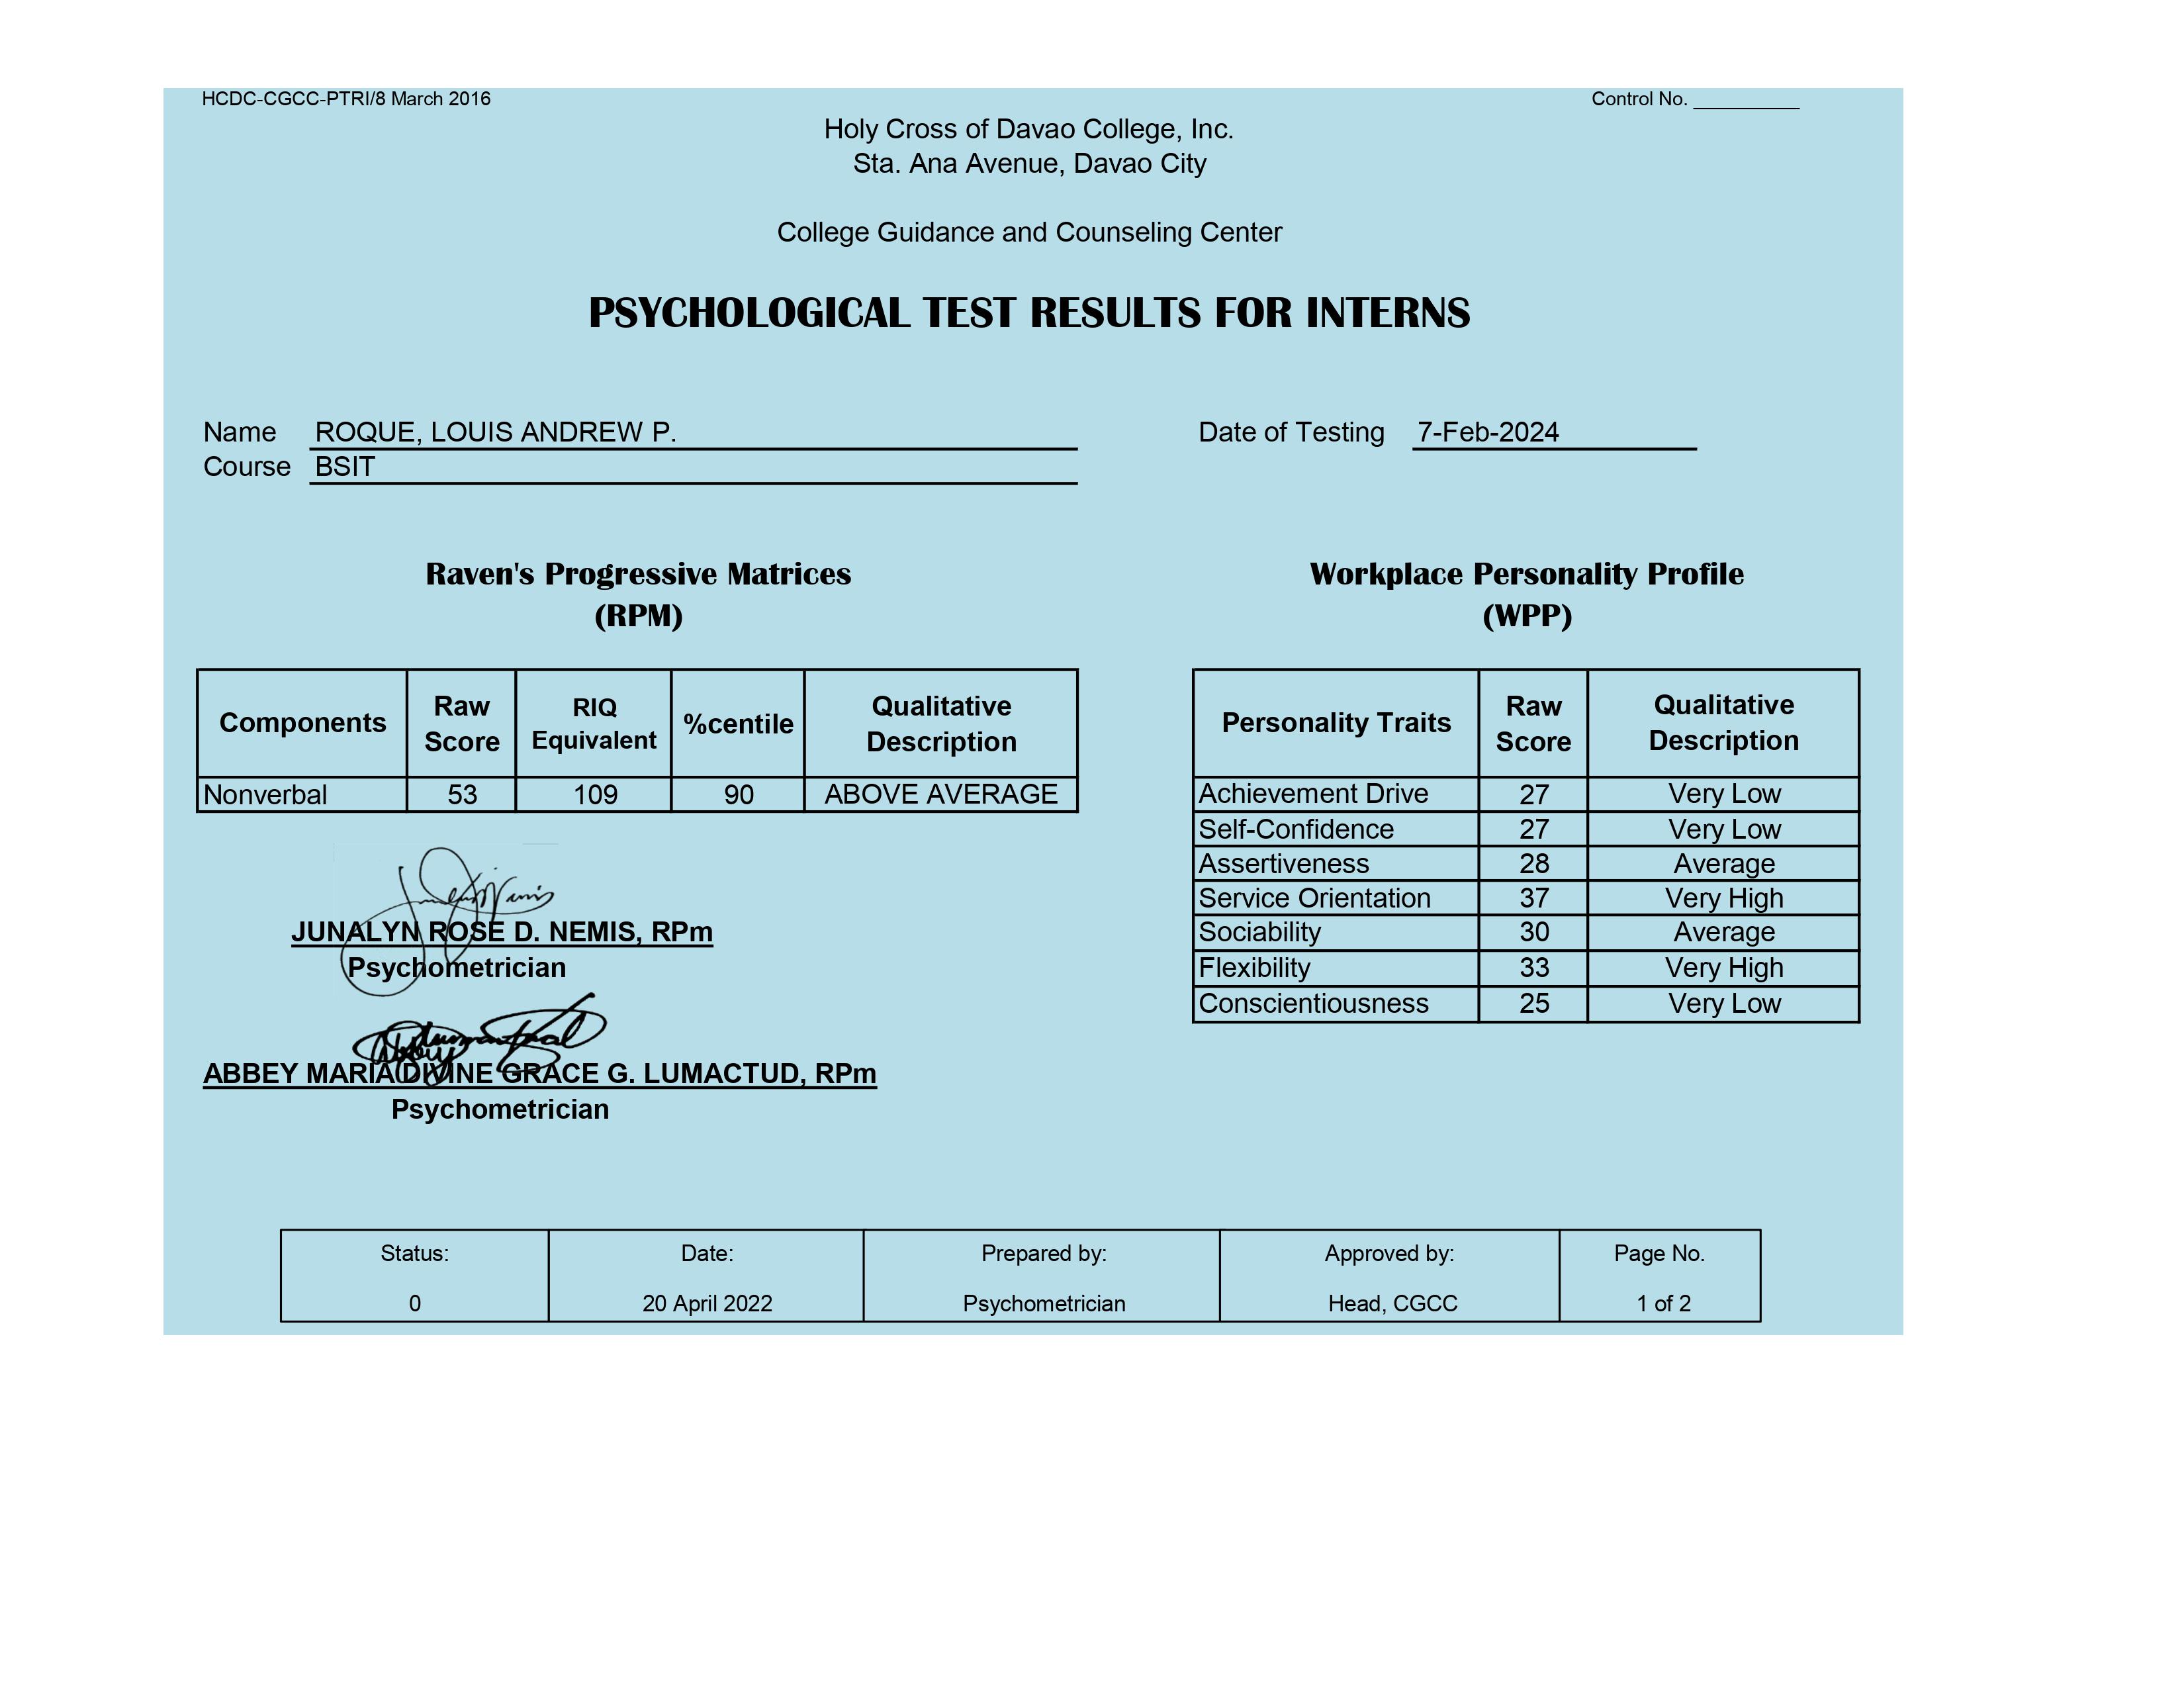 HCDC-CGCC-PTRI/8 March 2016
Control No. __________
Holy Cross of Davao College, Inc.
Sta. Ana Avenue, Davao City
College Guidance and Counseling Center
PSYCHOLOGICAL TEST RESULTS FOR INTERNS
Name ROQUE, LOUIS ANDREW P.
Date of Testing 7-Feb-2024
Course BSIT
Raven's Progressive Matrices
(RPM)
Components Raw Score RIQ Equivalent %centile Qualitative Description
Nonverbal 53 109 90 ABOVE AVERAGE
JUNALYN ROSE D. NEMIS, RPm
Psychometrician
ABBEY MARIA DIVINE GRACE G. LUMACTUD, RPm
Psychometrician
Workplace Personality Profile
(WPP)
Personality Traits Raw Score Qualitative Description
Achievement Drive 27 Very Low
Self-Confidence 27 Very Low
Assertiveness 28 Average
Service Orientation 37 Very High
Sociability 30 Average
Flexibility 33 Very High
Conscientiousness 25 Very Low
Status: Date: Prepared by: Approved by: Page No.
0 20 April 2022 Psychometrician Head, CGCC 1 of 2